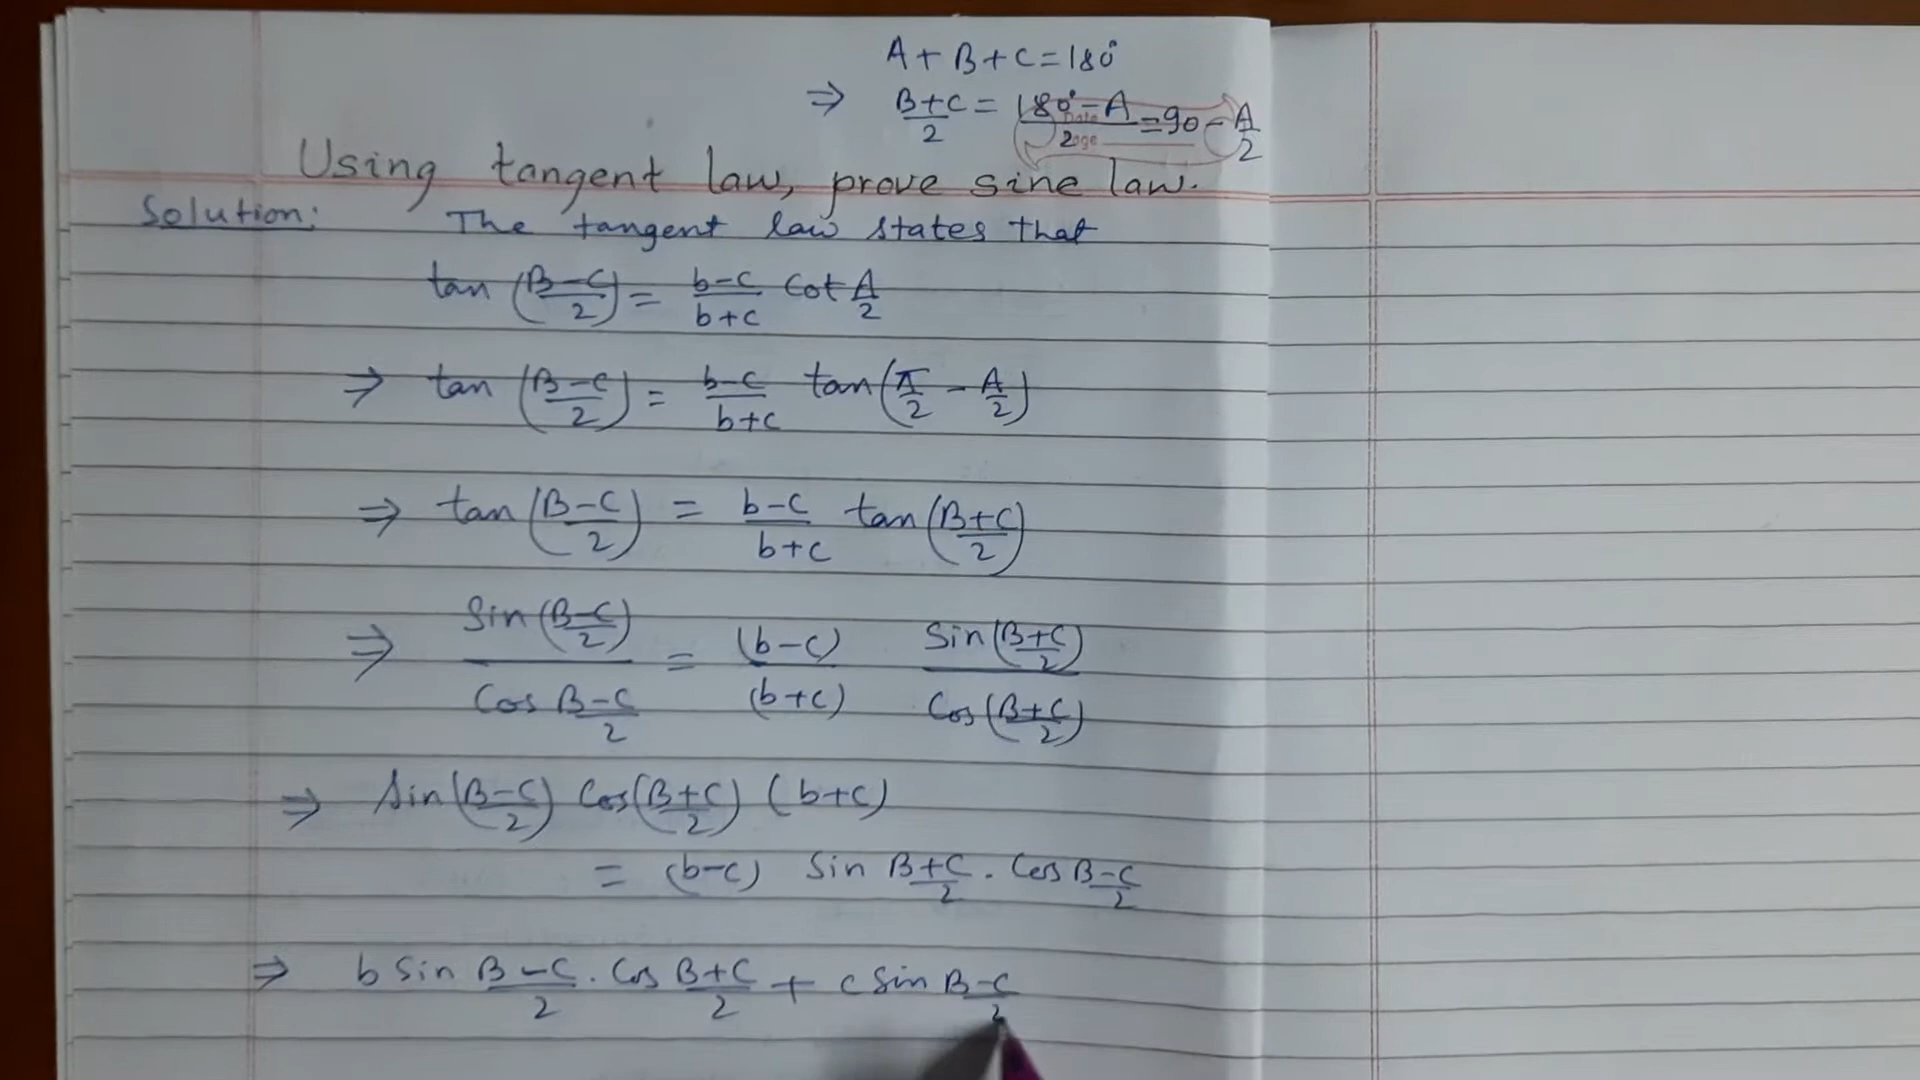 A + B + C = 180°
⇒ (B+C)/2 = (180° - A)/2 = 90 - A/2
Using tangent law, prove sine law.
Solution: The tangent law states that
tan ((B-C)/2) = (b-c)/(b+c) Cot A/2
⇒ tan ((B-C)/2) = (b-c)/(b+c) tan (π/2 - A/2)
⇒ tan ((B-C)/2) = (b-c)/(b+c) tan ((B+C)/2)
⇒ Sin((B-C)/2) / Cos (B-C)/2 = (b-c)/(b+c) Sin((B+C)/2) / Cos((B+C)/2)
⇒ Sin((B-C)/2) Cos((B+C)/2) (b+c)
= (b-c) Sin (B+C)/2 . Cos (B-C)/2
⇒ b Sin (B-C)/2 . Cos (B+C)/2 + c Sin (B-C)/2